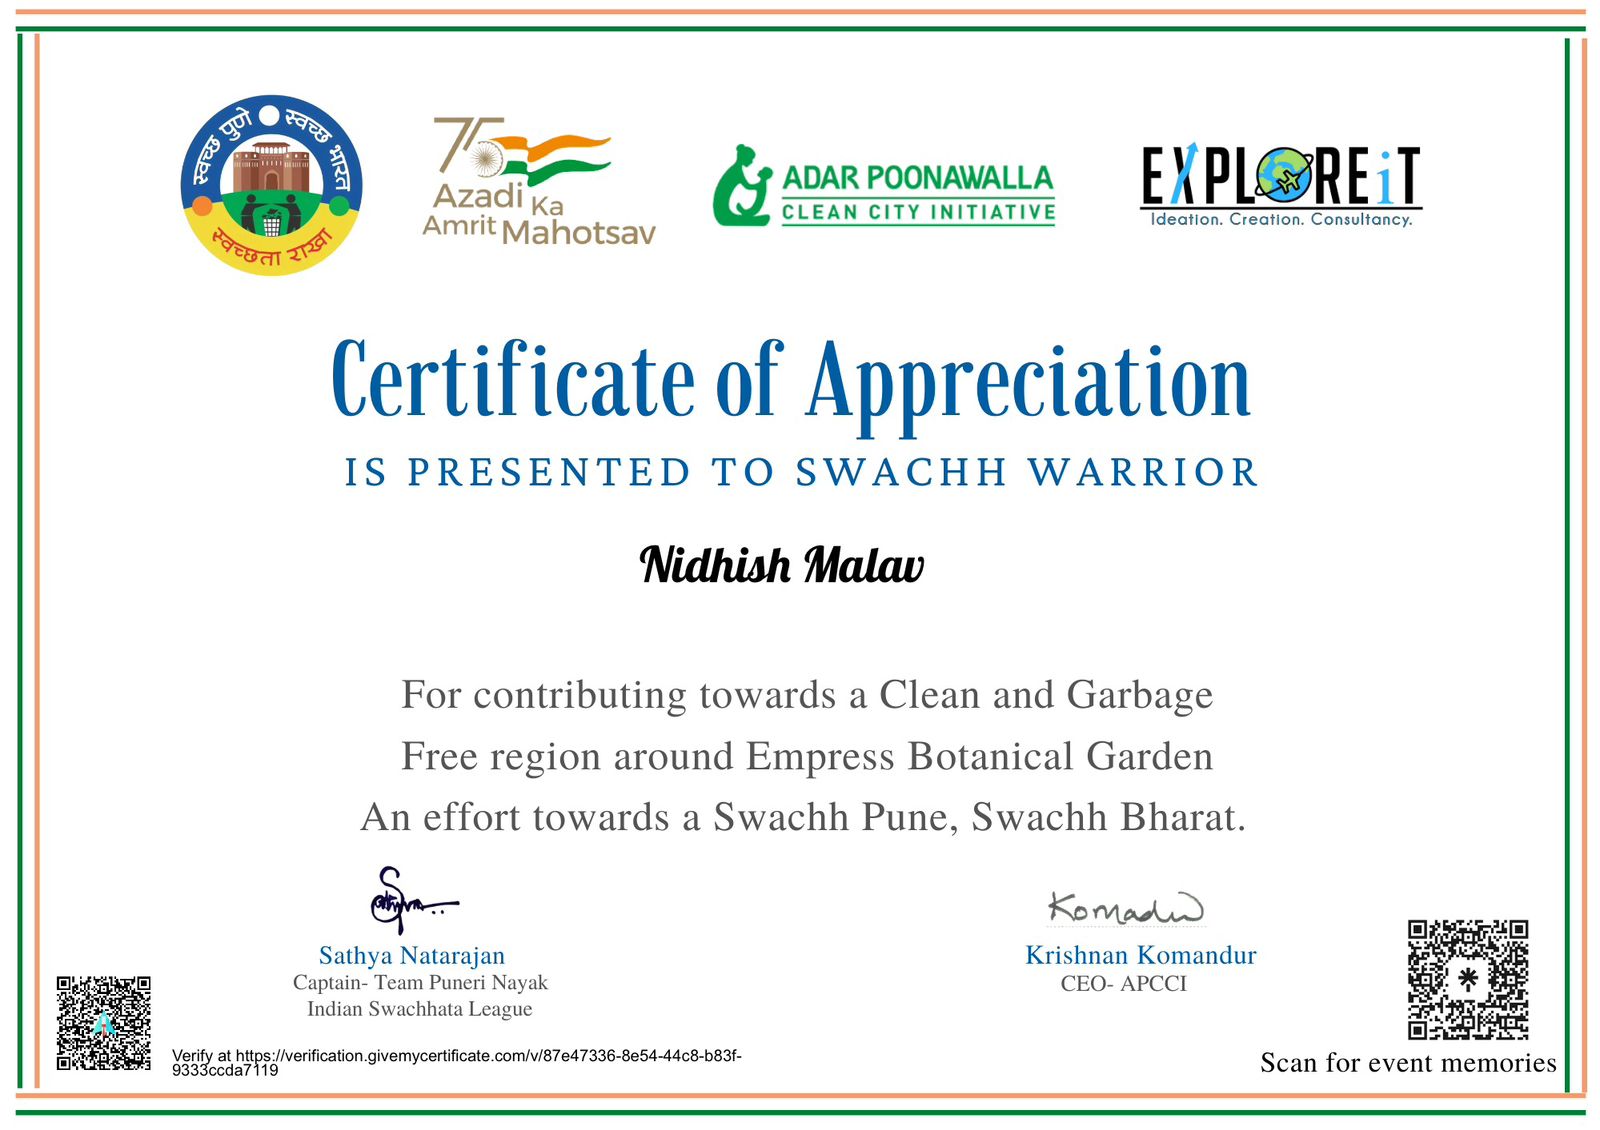 स्वच्छ पुणे स्वच्छ भारत
स्वच्छता राखा
75
Azadi Ka
Amrit Mahotsav
ADAR POONAWALLA
CLEAN CITY INITIATIVE
EXPLOREiT
Ideation. Creation. Consultancy.
Certificate of Appreciation
IS PRESENTED TO SWACHH WARRIOR
Nidhish Malav
For contributing towards a Clean and Garbage
Free region around Empress Botanical Garden
An effort towards a Swachh Pune, Swachh Bharat.
Sathya Natarajan
Captain- Team Puneri Nayak
Indian Swachhata League
Komadur
Krishnan Komandur
CEO- APCCI
Verify at https://verification.givemycertificate.com/v/87e47336-8e54-44c8-b83f-
9333ccda7119
Scan for event memories